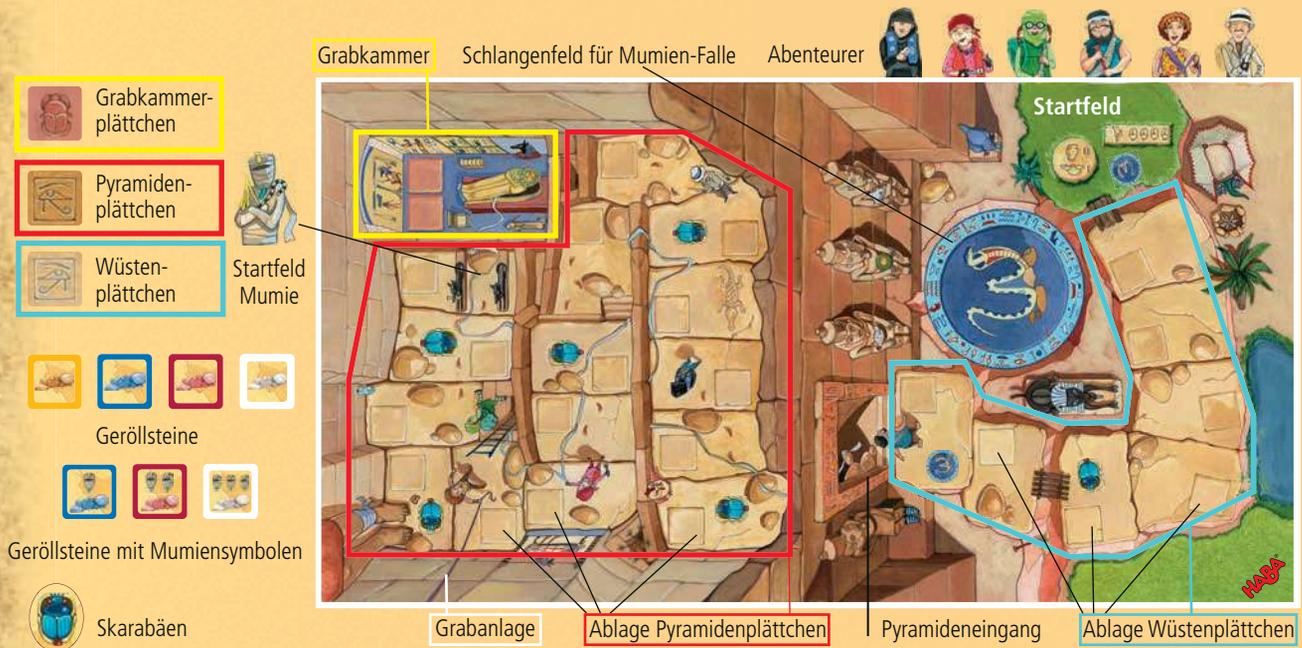 Grabkammer
Schlangenfeld für Mumien-Falle
Abenteurer
Grabkammer-
plättchen
Pyramiden-
plättchen
Wüsten-
plättchen
Startfeld
Mumie
Startfeld
Geröllsteine
Geröllsteine mit Mumiensymbolen
Skarabäen
Grabanlage
Ablage Pyramidenplättchen
Pyramideneingang
Ablage Wüstenplättchen
HABA